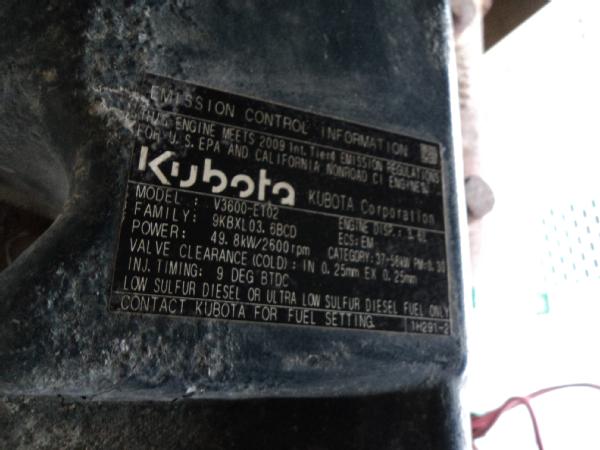 EMISSION CONTROL INFORMATION
THIS ENGINE MEETS 2009 Int. Tier4 EMISSION REGULATIONS
FOR U.S. EPA AND CALIFORNIA NONROAD CI ENGINES
Kubota KUBOTA Corporation
MODEL: V3600-ET02 ENGINE DISP.: 3.6L
FAMILY: 9KBXL03.6BCD ECS:EM
POWER: 49.8kW/2600rpm CATEGORY:37-56kW PM:0.30
VALVE CLEARANCE(COLD): IN 0.25mm EX 0.25mm
INJ. TIMING: 9 DEG BTDC
LOW SULFUR DIESEL OR ULTRA LOW SULFUR DIESEL FUEL ONLY
CONTACT KUBOTA FOR FUEL SETTING. 1H291-2